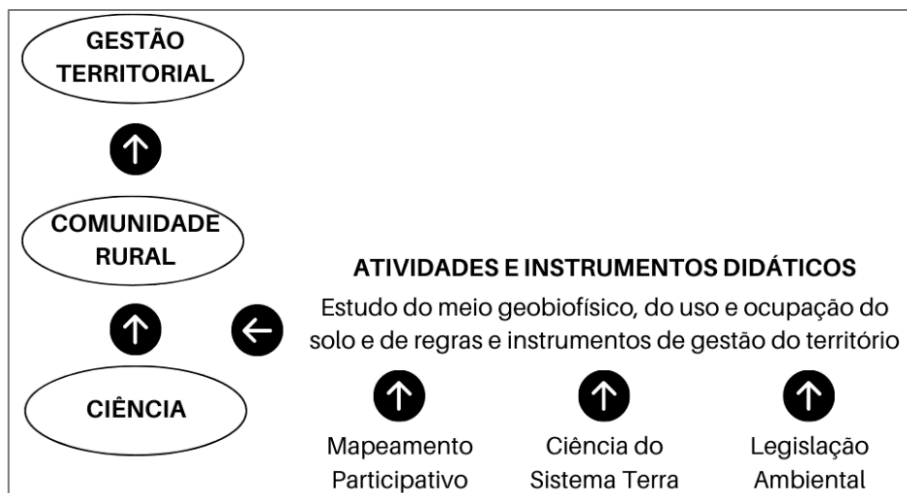 GESTÃO
TERRITORIAL
COMUNIDADE
RURAL
CIÊNCIA
ATIVIDADES E INSTRUMENTOS DIDÁTICOS
Estudo do meio geobiofísico, do uso e ocupação do
solo e de regras e instrumentos de gestão do território
Mapeamento
Participativo
Ciência do
Sistema Terra
Legislação
Ambiental